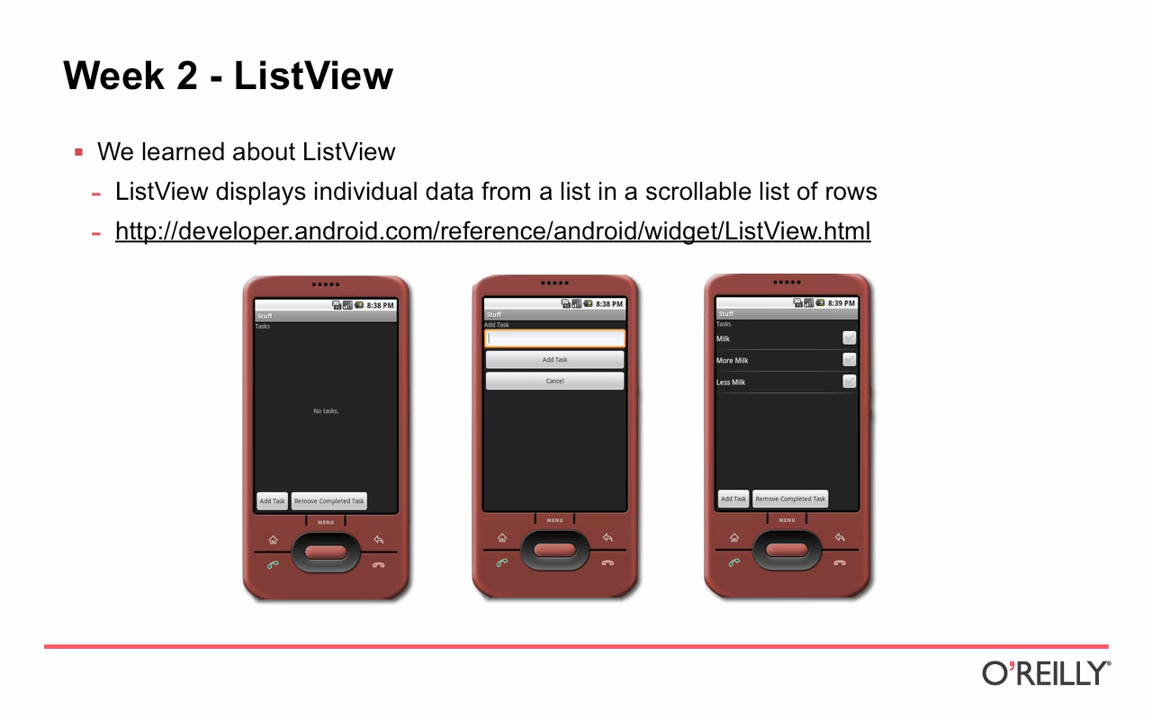 Week 2 - ListView
We learned about ListView
ListView displays individual data from a list in a scrollable list of rows
http://developer.android.com/reference/android/widget/ListView.html
8:38 PM
Stuff
Tasks
No tasks.
Add Task
Remove Completed Task
MENU
8:38 PM
Stuff
Add Task
Add Task
Cancel
MENU
8:39 PM
Stuff
Tasks
Milk
More Milk
Less Milk
Add Task
Remove Completed Task
MENU
O'REILLY®